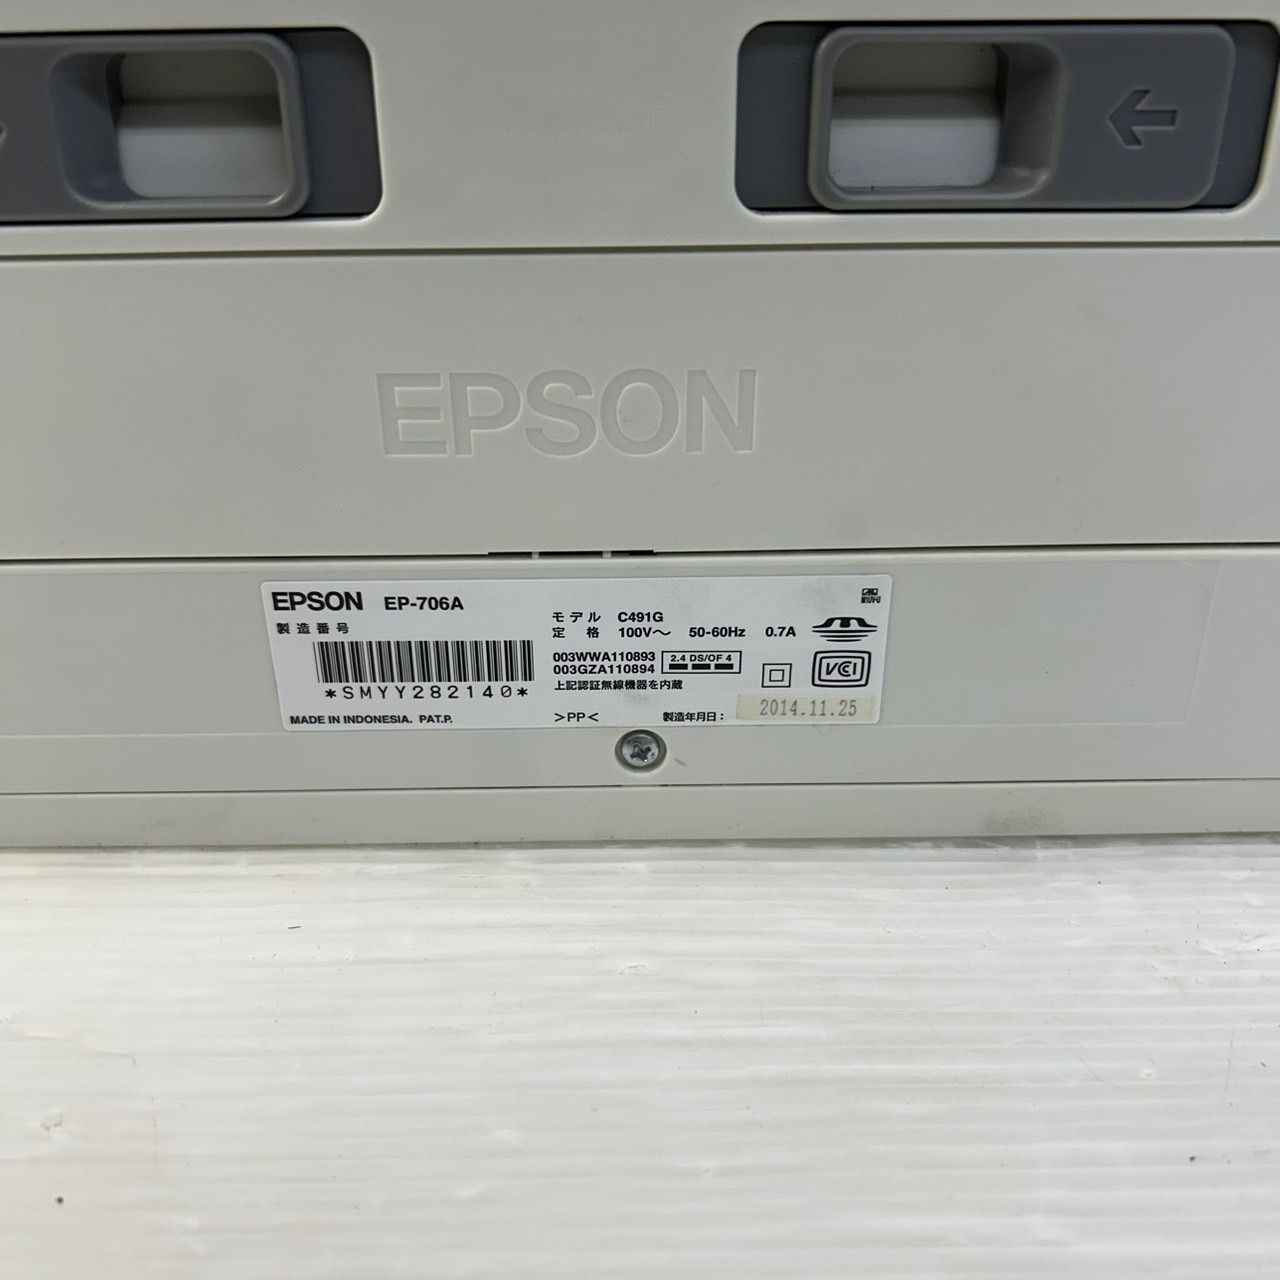 EPSON
EPSON EP-706A
製造番号
*SMYY282140*
MADE IN INDONESIA. PAT.P.
モデル C491G
定格 100V～ 50-60Hz 0.7A
003WWA110893
003GZA110894
2.4 DS/OF 4
上記認証無線機器を内蔵
>PP<
製造年月日： 2014.11.25
VCI